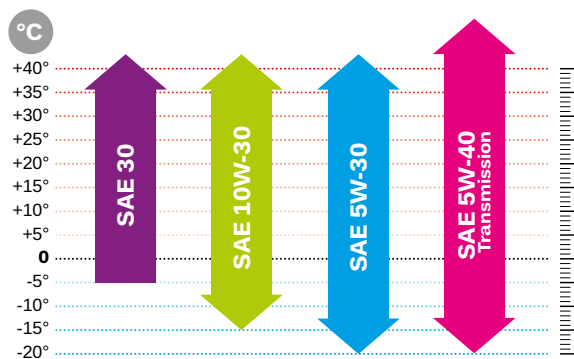 °C
+40°
+35°
+30°
+25°
+20°
+15°
+10°
+5°
0
-5°
-10°
-15°
-20°
SAE 30
SAE 10W-30
SAE 5W-30
SAE 5W-40
Transmission